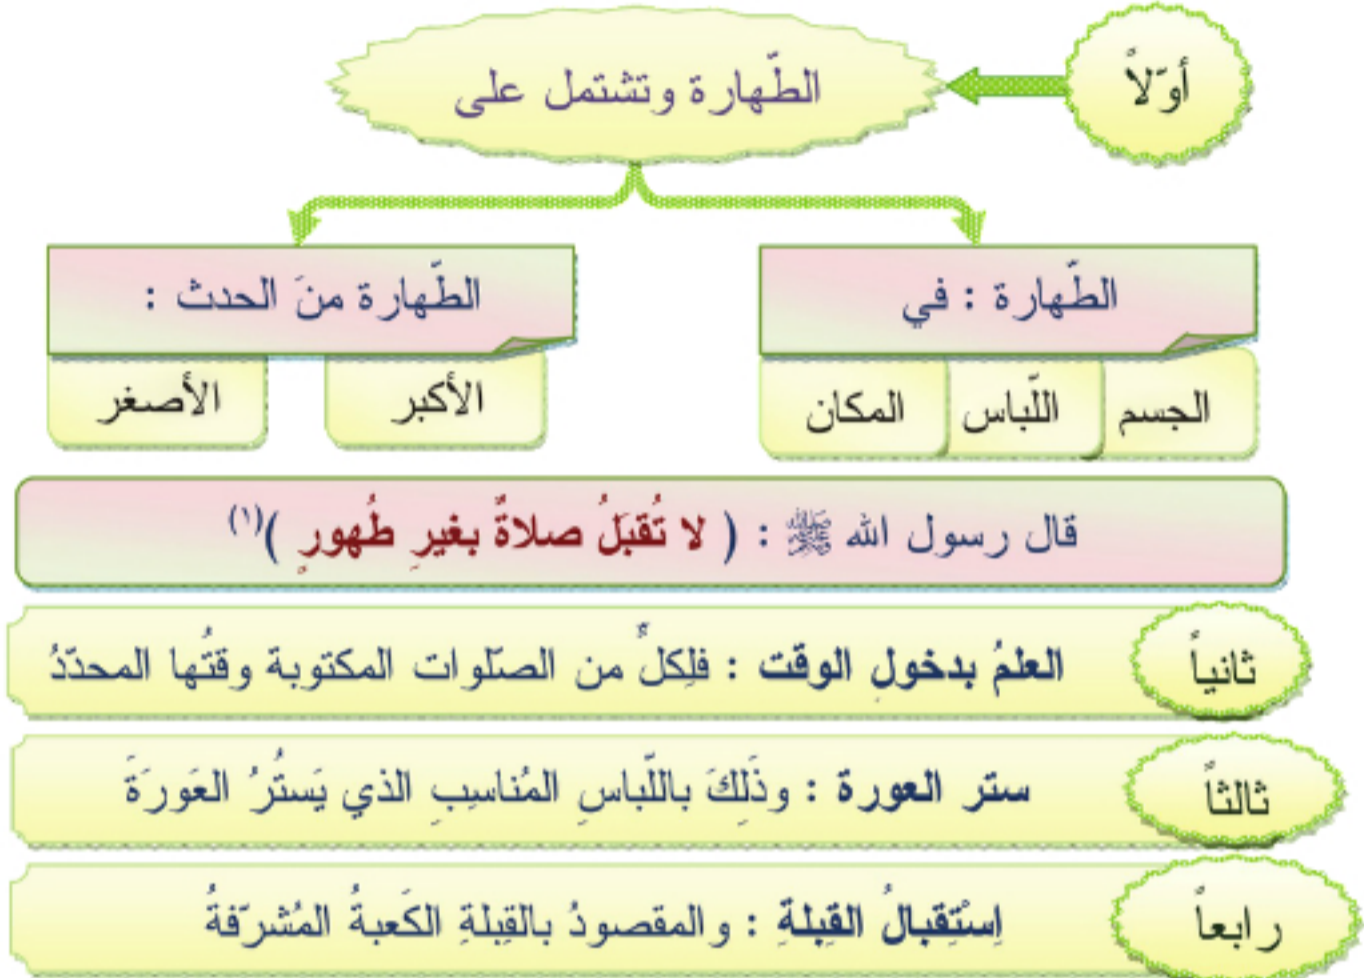 أوّلاً
الطّهارة وتشتمل على
الطّهارة : في
الجسم
اللّباس
المكان
الطّهارة منَ الحدث :
الأكبر
الأصغر
قال رسول الله ﷺ : ( لا تُقبَلُ صلاةٌ بغيرِ طُهورٍ )(١)
ثانياً
العلمُ بدخولِ الوقت : فلِكلٍّ من الصّلوات المكتوبة وقتُها المحدّدُ
ثالثاً
ستر العورة : وذَلِكَ باللّباسِ المُناسِبِ الذي يَستُرُ العَورَةَ
رابعاً
اِسْتِقبالُ القِبلةِ : والمقصودُ بالقِبلةِ الكَعبةُ المُشرّفةُ